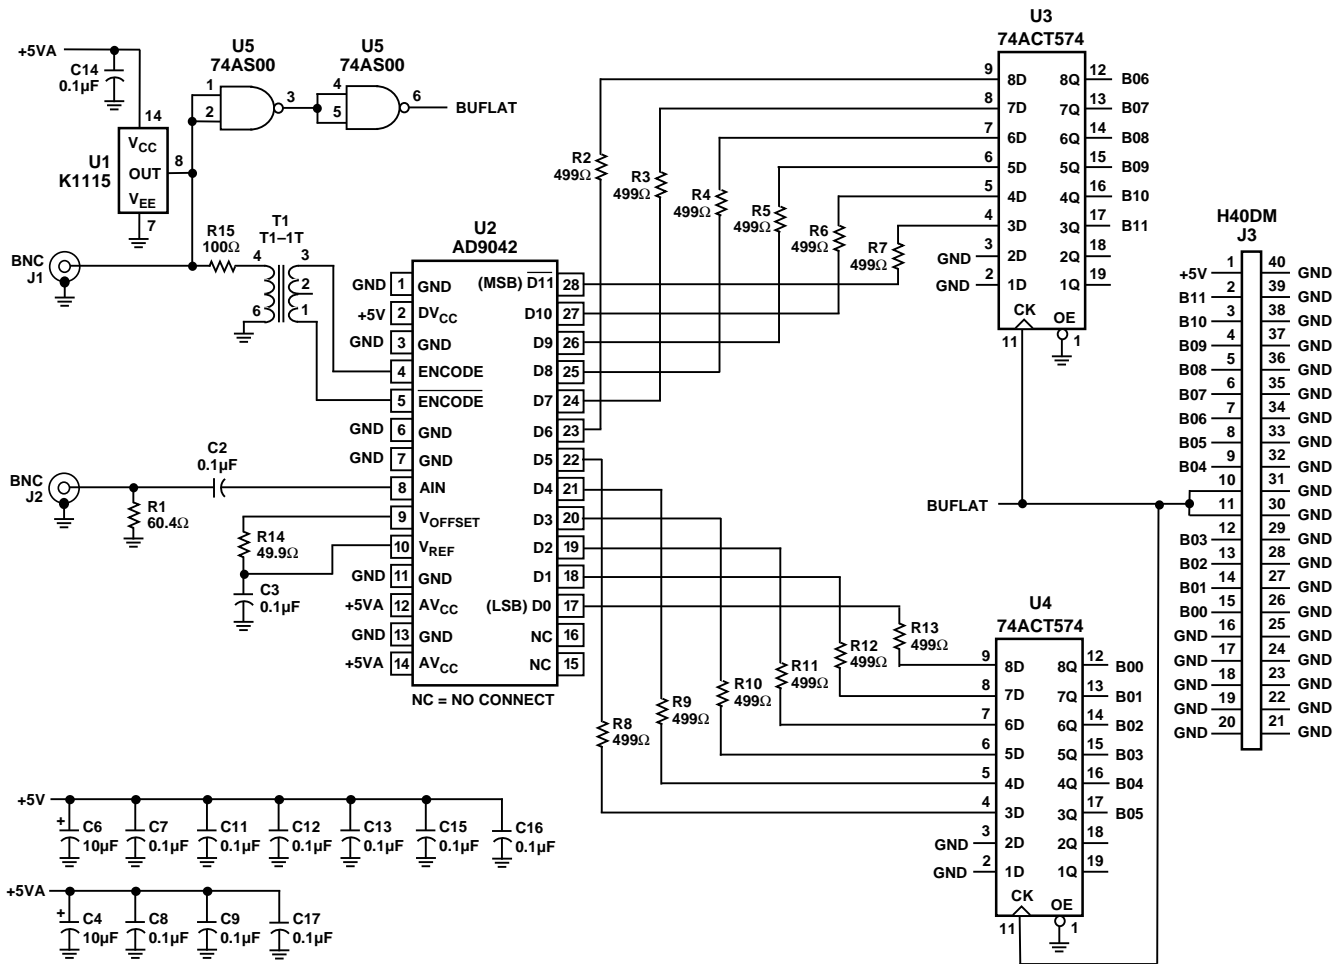 +5VA
C14
0.1µF
U1
K1115
14
VCC
OUT
VEE
8
7
U5
74AS00
1
2
3
U5
74AS00
4
5
6
BUFLAT
BNC
J1
R15
100Ω
T1
T1–1T
4
6
3
2
1
BNC
J2
R1
60.4Ω
C2
0.1µF
R14
49.9Ω
C3
0.1µF
U2
AD9042
GND 1 GND
+5V 2 DVCC
GND 3 GND
4 ENCODE
5 ENCODE
GND 6 GND
GND 7 GND
8 AIN
9 VOFFSET
10 VREF
GND 11 GND
+5VA 12 AVCC
GND 13 GND
+5VA 14 AVCC
(MSB) D11 28
D10 27
D9 26
D8 25
D7 24
D6 23
D5 22
D4 21
D3 20
D2 19
D1 18
(LSB) D0 17
NC 16
NC 15
NC = NO CONNECT
R2
499Ω
R3
499Ω
R4
499Ω
R5
499Ω
R6
499Ω
R7
499Ω
R8
499Ω
R9
499Ω
R10
499Ω
R11
499Ω
R12
499Ω
R13
499Ω
U3
74ACT574
9 8D 8Q 12 B06
8 7D 7Q 13 B07
7 6D 6Q 14 B08
6 5D 5Q 15 B09
5 4D 4Q 16 B10
4 3D 3Q 17 B11
GND 3 2D 2Q 18
GND 2 1D 1Q 19
CK OE
11 1
BUFLAT
U4
74ACT574
9 8D 8Q 12 B00
8 7D 7Q 13 B01
7 6D 6Q 14 B02
6 5D 5Q 15 B03
5 4D 4Q 16 B04
4 3D 3Q 17 B05
GND 3 2D 2Q 18
GND 2 1D 1Q 19
CK OE
11 1
H40DM
J3
+5V 1 40 GND
B11 2 39 GND
B10 3 38 GND
B09 4 37 GND
B08 5 36 GND
B07 6 35 GND
B06 7 34 GND
B05 8 33 GND
B04 9 32 GND
10 31 GND
11 30 GND
B03 12 29 GND
B02 13 28 GND
B01 14 27 GND
B00 15 26 GND
GND 16 25 GND
GND 17 24 GND
GND 18 23 GND
GND 19 22 GND
GND 20 21 GND
+5V
+ C6
10µF
C7
0.1µF
C11
0.1µF
C12
0.1µF
C13
0.1µF
C15
0.1µF
C16
0.1µF
+5VA
+ C4
10µF
C8
0.1µF
C9
0.1µF
C17
0.1µF